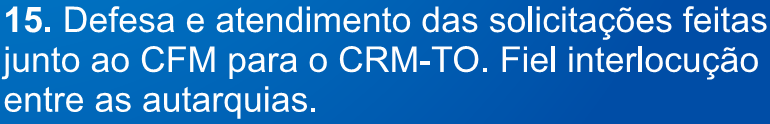 15. Defesa e atendimento das solicitações feitas
junto ao CFM para o CRM-TO. Fiel interlocução
entre as autarquias.